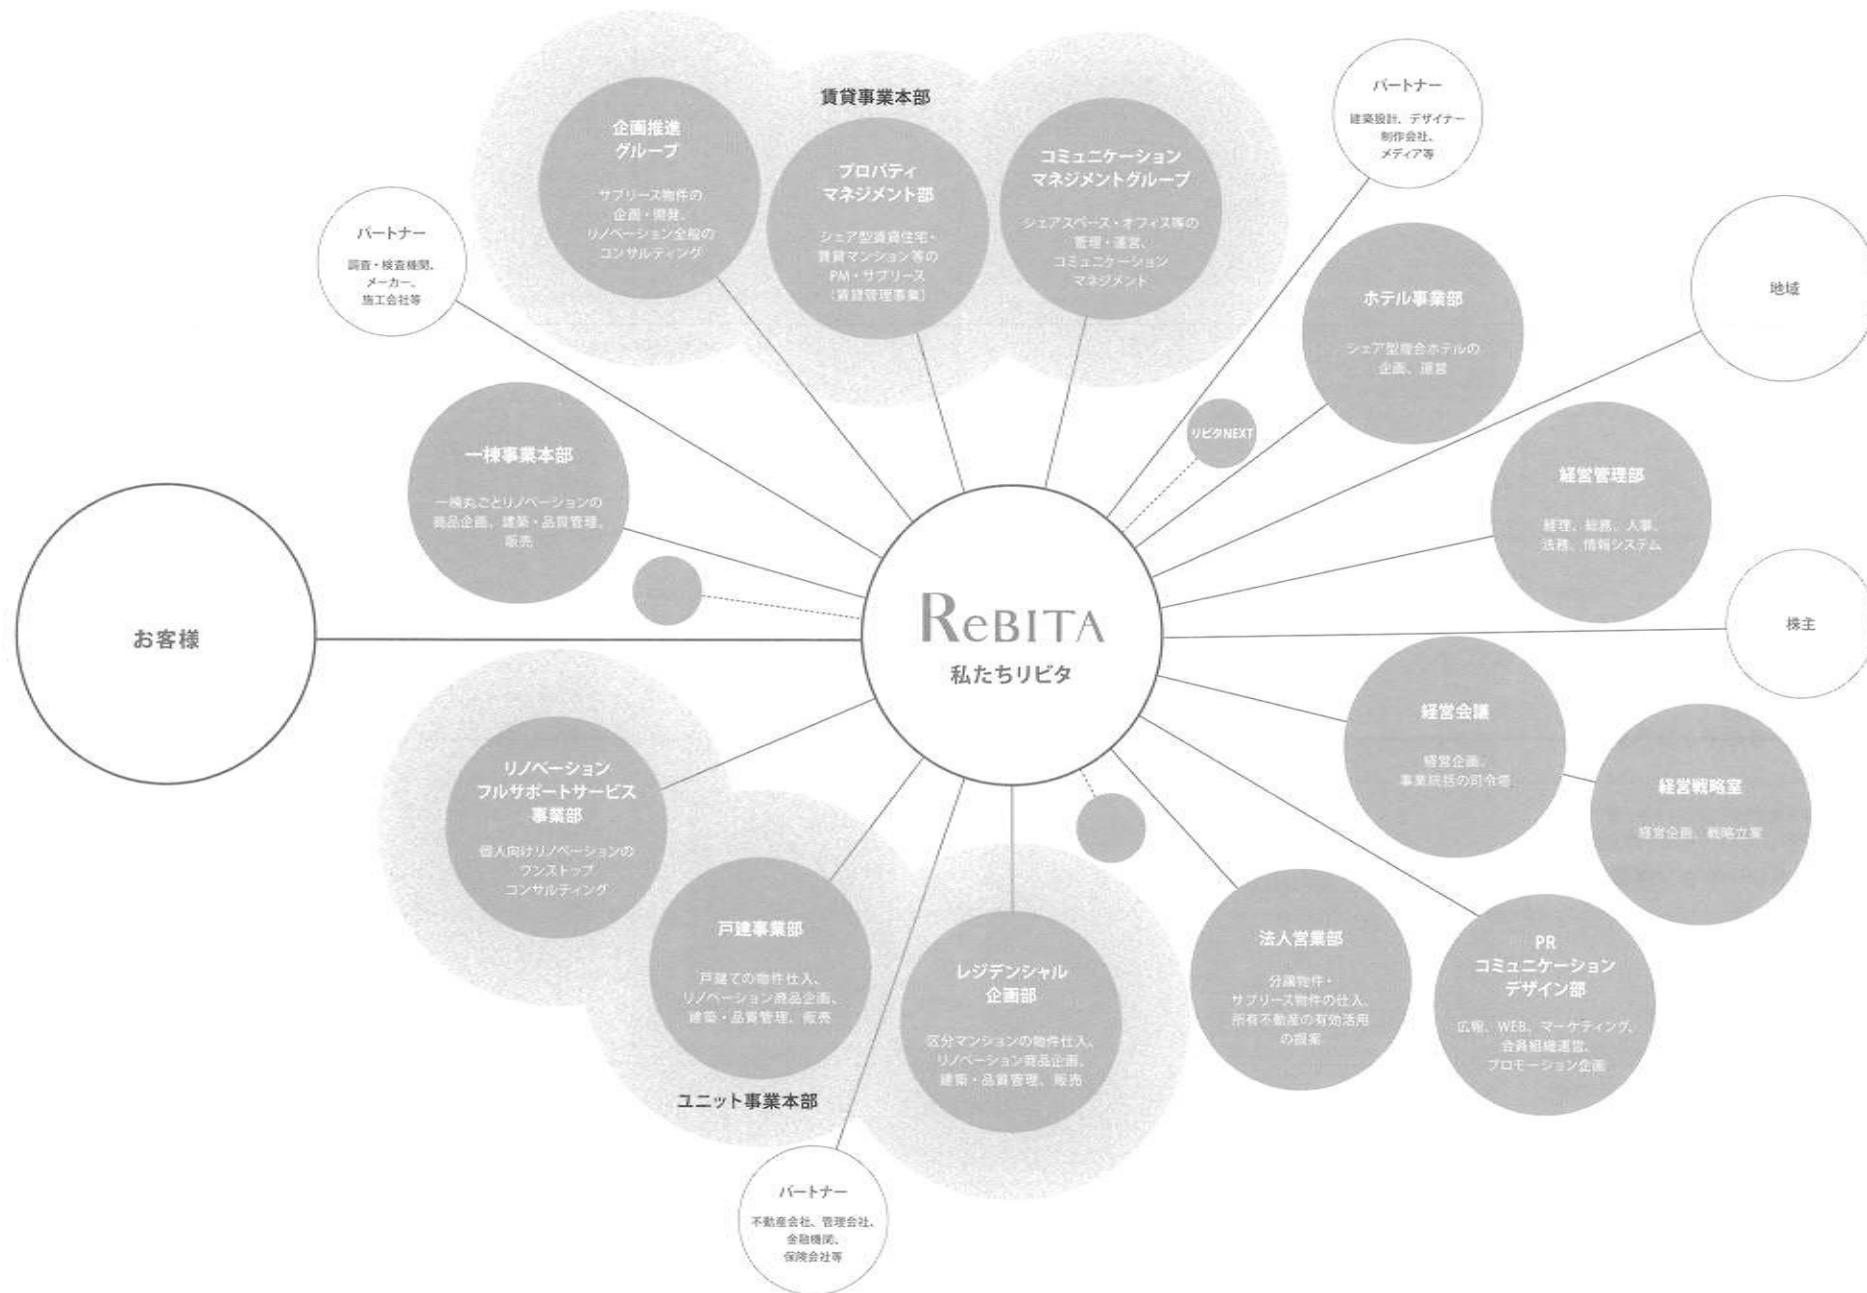 賃貸事業本部
企画推進
グループ
サブリース物件の
企画・開発、
リノベーション全般の
コンサルティング
プロパティ
マネジメント部
シェア型賃貸住宅・
賃貸マンション等の
PM・サブリース
(賃貸管理事業)
コミュニケーション
マネジメントグループ
シェアスペース・オフィス等の
管理・運営、
コミュニケーション
マネジメント
パートナー
建築設計、デザイナー
制作会社、
メディア等
パートナー
調査・検査機関、
メーカー、
施工会社等
ホテル事業部
シェア型複合ホテルの
企画、運営
地域
リビタNEXT
一棟事業本部
一棟丸ごとリノベーションの
商品企画、建築・品質管理、
販売
経営管理部
経理、総務、人事、
法務、情報システム
お客様
ReBITA
私たちリビタ
株主
経営会議
経営企画、
事業統括の司令塔
経営戦略室
経営企画、戦略立案
リノベーション
フルサポートサービス
事業部
個人向けリノベーションの
ワンストップ
コンサルティング
戸建事業部
戸建ての物件仕入、
リノベーション商品企画、
建築・品質管理、販売
レジデンシャル
企画部
区分マンションの物件仕入、
リノベーション商品企画、
建築・品質管理、販売
法人営業部
分譲物件・
サブリース物件の仕入、
所有不動産の有効活用
の提案
PR
コミュニケーション
デザイン部
広報、WEB、マーケティング、
会員組織運営、
プロモーション企画
ユニット事業本部
パートナー
不動産会社、管理会社、
金融機関、
保険会社等